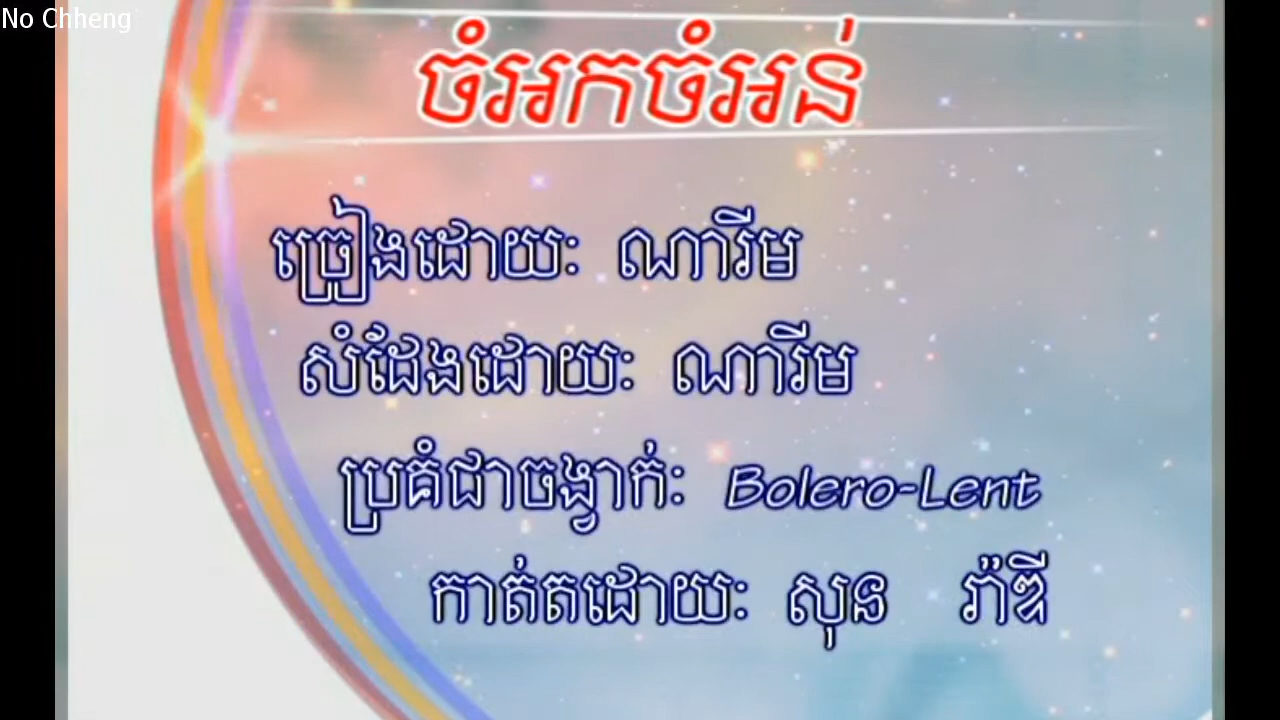 No Chheng
ចំអកចំអន់
ច្រៀងដោយៈ ណារីម
សំដែងដោយៈ ណារីម
ប្រគំជាចង្វាក់ៈ Bolero-Lent
កាត់តដោយៈ សុន រ៉ាឌី